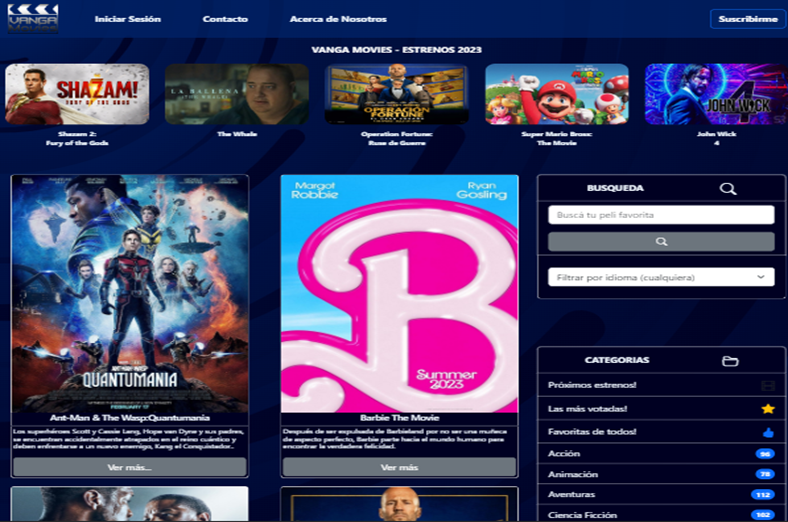 VANGA
Iniciar Sesión
Contacto
Acerca de Nosotros
Suscribirme
VANGA MOVIES - ESTRENOS 2023
SHAZAM!
FURY OF THE GODS
LA BALLENA
OPERACIÓN
FORTUNE
JOHN WICK
4
Shazam 2:
Fury of the Gods
The Whale
Operation Fortune:
Ruse de Guerre
Super Mario Bross:
The Movie
John Wick
4
QUANTUMANIA
FEBRUARY 17
Ant-Man & The Wasp:Quantumania
Los superhéroes Scott y Cassie Lang, Hope van Dyne y sus padres,
se encuentran accidentalmente atrapados en el reino cuántico y
deben enfrentarse a un nuevo enemigo, Kang el Conquistador..
Ver más...
Margot
Robbie
Ryan
Gosling
B
Summer
2023
Barbie The Movie
Después de ser expulsada de Barbieland por no ser una muñeca
de aspecto perfecto, Barbie parte hacia el mundo humano para
encontrar la verdadera felicidad.
Ver más
BUSQUEDA
Buscá tu peli favorita
Filtrar por idioma (cualquiera)
CATEGORIAS
Próximos estrenos!
Las más votadas!
Favoritas de todos!
Acción 96
Animación 78
Aventuras 112
Ciencia Ficción 102